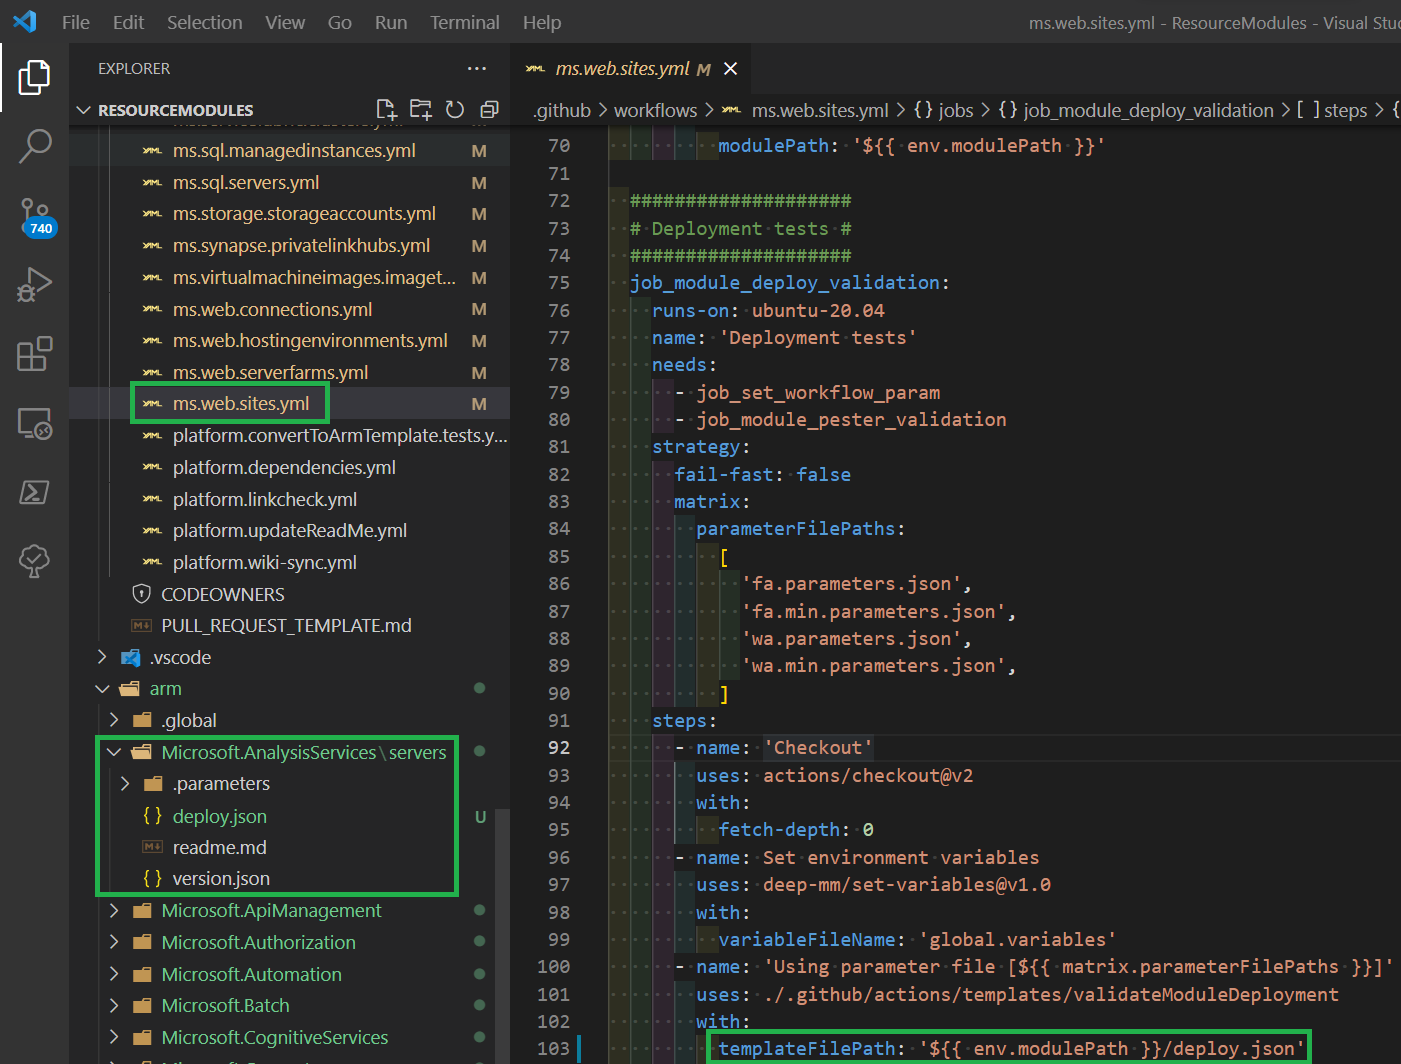 File Edit Selection View Go Run Terminal Help
ms.web.sites.yml - ResourceModules - Visual Stu
EXPLORER ···
RESOURCEMODULES
ms.sql.managedinstances.yml M
ms.sql.servers.yml M
ms.storage.storageaccounts.yml M
ms.synapse.privatelinkhubs.yml M
ms.virtualmachineimages.imaget... M
ms.web.connections.yml M
ms.web.hostingenvironments.yml M
ms.web.serverfarms.yml M
ms.web.sites.yml M
platform.convertToArmTemplate.tests.y...
platform.dependencies.yml
platform.linkcheck.yml
platform.updateReadMe.yml
platform.wiki-sync.yml
CODEOWNERS
PULL_REQUEST_TEMPLATE.md
.vscode
arm
.global
Microsoft.AnalysisServices\servers
.parameters
deploy.json U
readme.md
version.json
Microsoft.ApiManagement
Microsoft.Authorization
Microsoft.Automation
Microsoft.Batch
Microsoft.CognitiveServices
740
ms.web.sites.yml M ×
.github > workflows > ms.web.sites.yml > {} jobs > {} job_module_deploy_validation > [ ] steps > {
70 modulePath: '${{ env.modulePath }}'
71
72 ####################
73 # Deployment tests #
74 ####################
75 job_module_deploy_validation:
76 runs-on: ubuntu-20.04
77 name: 'Deployment tests'
78 needs:
79 - job_set_workflow_param
80 - job_module_pester_validation
81 strategy:
82 fail-fast: false
83 matrix:
84 parameterFilePaths:
85 [
86 'fa.parameters.json',
87 'fa.min.parameters.json',
88 'wa.parameters.json',
89 'wa.min.parameters.json',
90 ]
91 steps:
92 - name: 'Checkout'
93 uses: actions/checkout@v2
94 with:
95 fetch-depth: 0
96 - name: Set environment variables
97 uses: deep-mm/set-variables@v1.0
98 with:
99 variableFileName: 'global.variables'
100 - name: 'Using parameter file [${{ matrix.parameterFilePaths }}]'
101 uses: ./.github/actions/templates/validateModuleDeployment
102 with:
103 templateFilePath: '${{ env.modulePath }}/deploy.json'